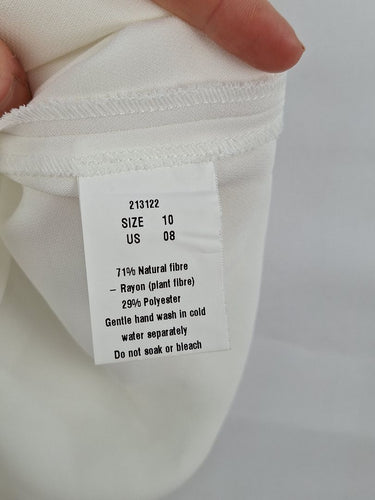 213122
SIZE 10
US 08
71% Natural fibre
– Rayon (plant fibre)
29% Polyester
Gentle hand wash in cold
water separately
Do not soak or bleach